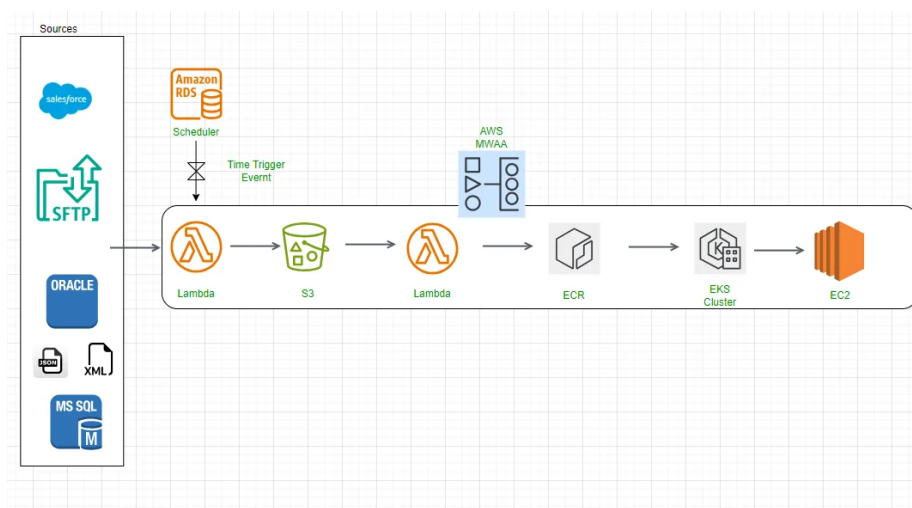 Sources
salesforce
SFTP
ORACLE
JSON
XML
MS SQL
M
Amazon
RDS
Scheduler
Time Trigger
Evernt
AWS
MWAA
Lambda
S3
Lambda
ECR
K
EKS
Cluster
EC2